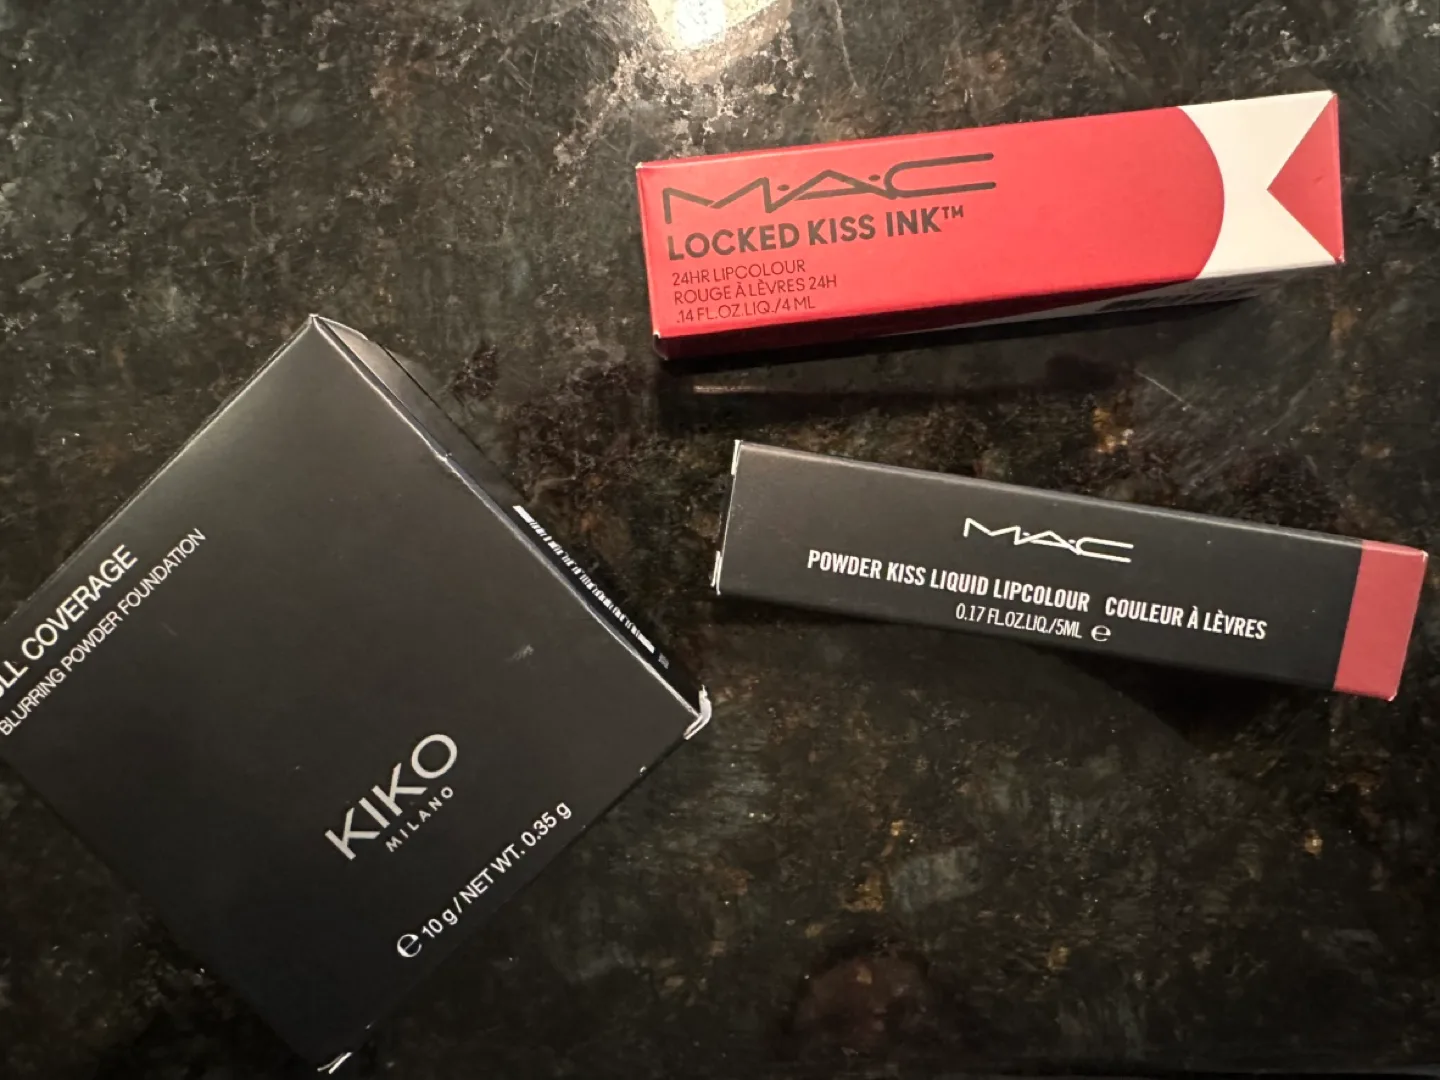 M·A·C
LOCKED KISS INK™
24HR LIPCOLOUR
ROUGE À LÈVRES 24H
.14 FL.OZ.LIQ./4 ML
M·A·C
POWDER KISS LIQUID LIPCOLOUR COULEUR À LÈVRES
0.17 FL.OZ.LIQ./5ML ℮
COVERAGE
BLURRING POWDER FOUNDATION
KIKO
MILANO
℮ 10 g / NET WT. 0.35 g